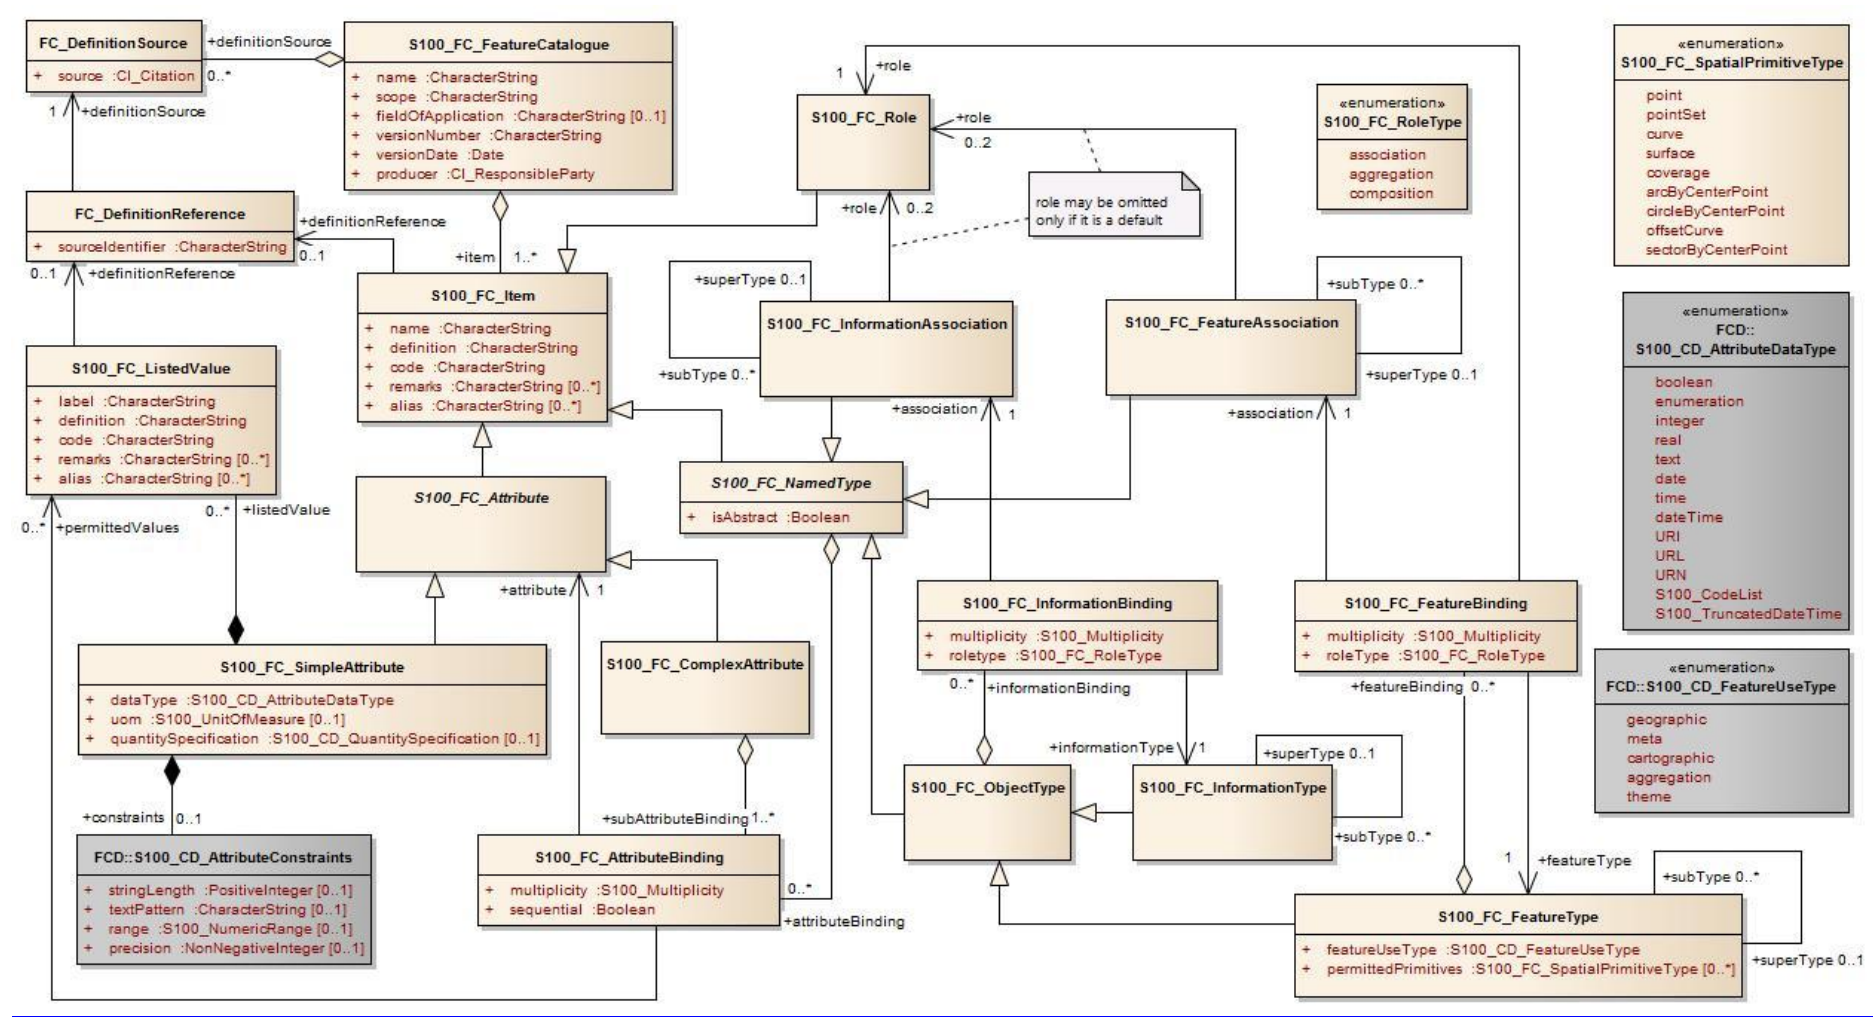 FC_DefinitionSource
+ source :CI_Citation
+definitionSource
0..*
S100_FC_FeatureCatalogue
+ name :CharacterString
+ scope :CharacterString
+ fieldOfApplication :CharacterString [0..1]
+ versionNumber :CharacterString
+ versionDate :Date
+ producer :CI_ResponsibleParty
1
+definitionSource
FC_DefinitionReference
+ sourceIdentifier :CharacterString
+definitionReference
0..1
0..1
+definitionReference
+item
1..*
S100_FC_Item
+ name :CharacterString
+ definition :CharacterString
+ code :CharacterString
+ remarks :CharacterString [0..*]
+ alias :CharacterString [0..*]
S100_FC_ListedValue
+ label :CharacterString
+ definition :CharacterString
+ code :CharacterString
+ remarks :CharacterString [0..*]
+ alias :CharacterString [0..*]
0..*
+permittedValues
0..*
+listedValue
S100_FC_Attribute
+attribute
1
S100_FC_SimpleAttribute
+ dataType :S100_CD_AttributeDataType
+ uom :S100_UnitOfMeasure [0..1]
+ quantitySpecification :S100_CD_QuantitySpecification [0..1]
+constraints
0..1
FCD::S100_CD_AttributeConstraints
+ stringLength :PositiveInteger [0..1]
+ textPattern :CharacterString [0..1]
+ range :S100_NumericRange [0..1]
+ precision :NonNegativeInteger [0..1]
S100_FC_ComplexAttribute
+subAttributeBinding
1..*
S100_FC_AttributeBinding
+ multiplicity :S100_Multiplicity
+ sequential :Boolean
0..*
+attributeBinding
1
+role
S100_FC_Role
+role
0..2
+role
0..2
role may be omitted
only if it is a default
+superType 0..1
S100_FC_InformationAssociation
+subType 0..*
S100_FC_FeatureAssociation
+subType 0..*
+superType 0..1
+association
1
+association
1
S100_FC_NamedType
+ isAbstract :Boolean
S100_FC_InformationBinding
+ multiplicity :S100_Multiplicity
+ roletype :S100_FC_RoleType
0..*
+informationBinding
S100_FC_FeatureBinding
+ multiplicity :S100_Multiplicity
+ roleType :S100_FC_RoleType
+featureBinding
0..*
+informationType
1
+superType 0..1
S100_FC_ObjectType
S100_FC_InformationType
+subType 0..*
1
+featureType
+subType 0..*
S100_FC_FeatureType
+ featureUseType :S100_CD_FeatureUseType
+ permittedPrimitives :S100_FC_SpatialPrimitiveType [0..*]
+superType 0..1
«enumeration»
S100_FC_RoleType
association
aggregation
composition
«enumeration»
S100_FC_SpatialPrimitiveType
point
pointSet
curve
surface
coverage
arcByCenterPoint
circleByCenterPoint
offsetCurve
sectorByCenterPoint
«enumeration»
FCD::
S100_CD_AttributeDataType
boolean
enumeration
integer
real
text
date
time
dateTime
URI
URL
URN
S100_CodeList
S100_TruncatedDateTime
«enumeration»
FCD::S100_CD_FeatureUseType
geographic
meta
cartographic
aggregation
theme